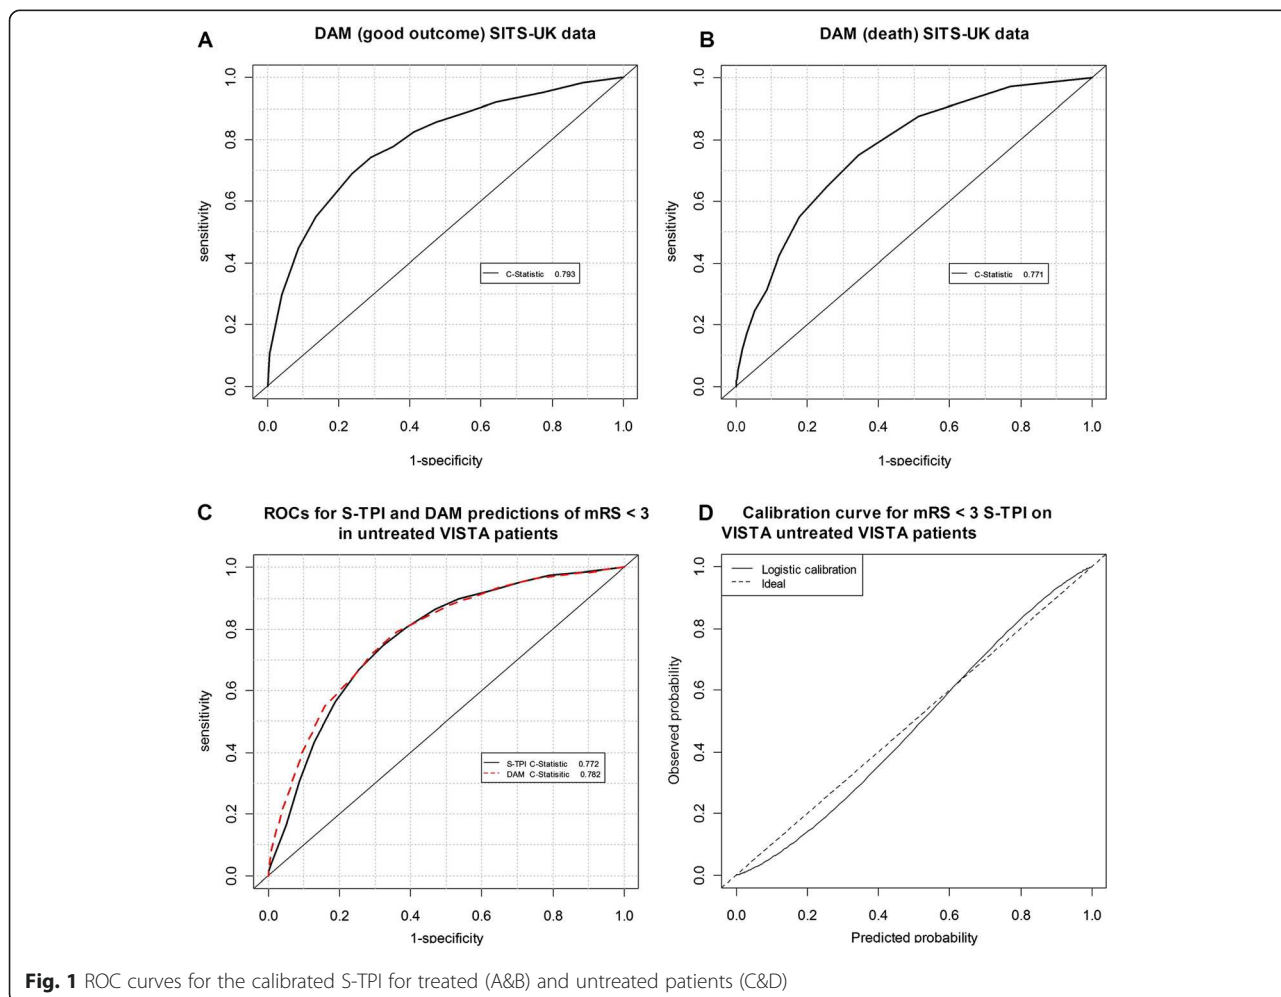 A
DAM (good outcome) SITS-UK data
sensitivity
1.0
0.8
0.6
0.4
0.2
0.0
C-Statistic 0.793
0.0 0.2 0.4 0.6 0.8 1.0
1-specificity
B
DAM (death) SITS-UK data
sensitivity
1.0
0.8
0.6
0.4
0.2
0.0
C-Statistic 0.771
0.0 0.2 0.4 0.6 0.8 1.0
1-specificity
C
ROCs for S-TPI and DAM predictions of mRS < 3
in untreated VISTA patients
sensitivity
1.0
0.8
0.6
0.4
0.2
0.0
S-TPI C-Statistic 0.772
DAM C-Statisitic 0.782
0.0 0.2 0.4 0.6 0.8 1.0
1-specificity
D
Calibration curve for mRS < 3 S-TPI on
VISTA untreated VISTA patients
Logistic calibration
Ideal
Observed probability
1.0
0.8
0.6
0.4
0.2
0.0
0.0 0.2 0.4 0.6 0.8 1.0
Predicted probability
Fig. 1 ROC curves for the calibrated S-TPI for treated (A&B) and untreated patients (C&D)